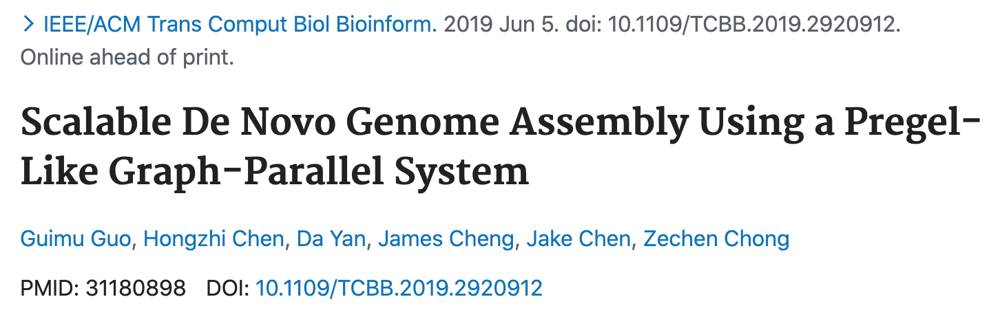 > IEEE/ACM Trans Comput Biol Bioinform. 2019 Jun 5. doi: 10.1109/TCBB.2019.2920912.
Online ahead of print.
Scalable De Novo Genome Assembly Using a Pregel-
Like Graph-Parallel System
Guimu Guo, Hongzhi Chen, Da Yan, James Cheng, Jake Chen, Zechen Chong
PMID: 31180898 DOI: 10.1109/TCBB.2019.2920912